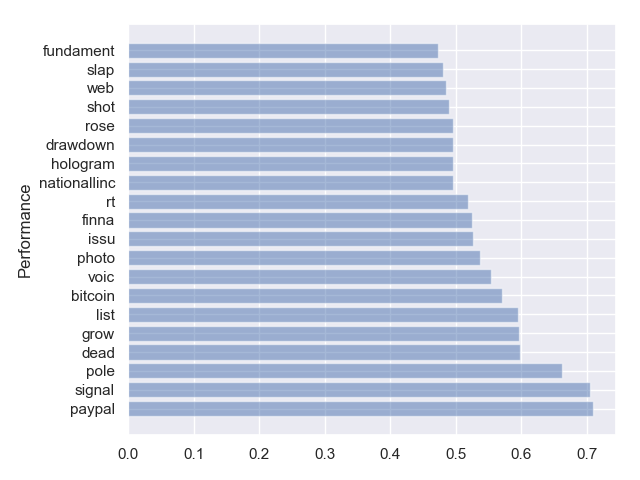 fundament
slap
web
shot
rose
drawdown
hologram
nationallinc
rt
finna
issu
photo
voic
bitcoin
list
grow
dead
pole
signal
paypal
Performance
0.0 0.1 0.2 0.3 0.4 0.5 0.6 0.7